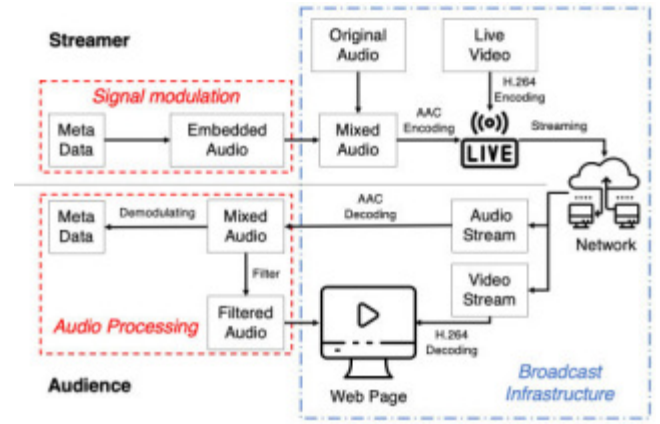 Streamer
Original
Audio
Live
Video
Signal modulation
H.264
Encoding
Meta
Data
Embedded
Audio
Mixed
Audio
AAC
Encoding
LIVE
Streaming
Meta
Data
Demodulating
Mixed
Audio
AAC
Decoding
Audio
Stream
Network
Filter
Video
Stream
Audio Processing
Filtered
Audio
H.264
Decoding
Audience
Web Page
Broadcast
Infrastructure